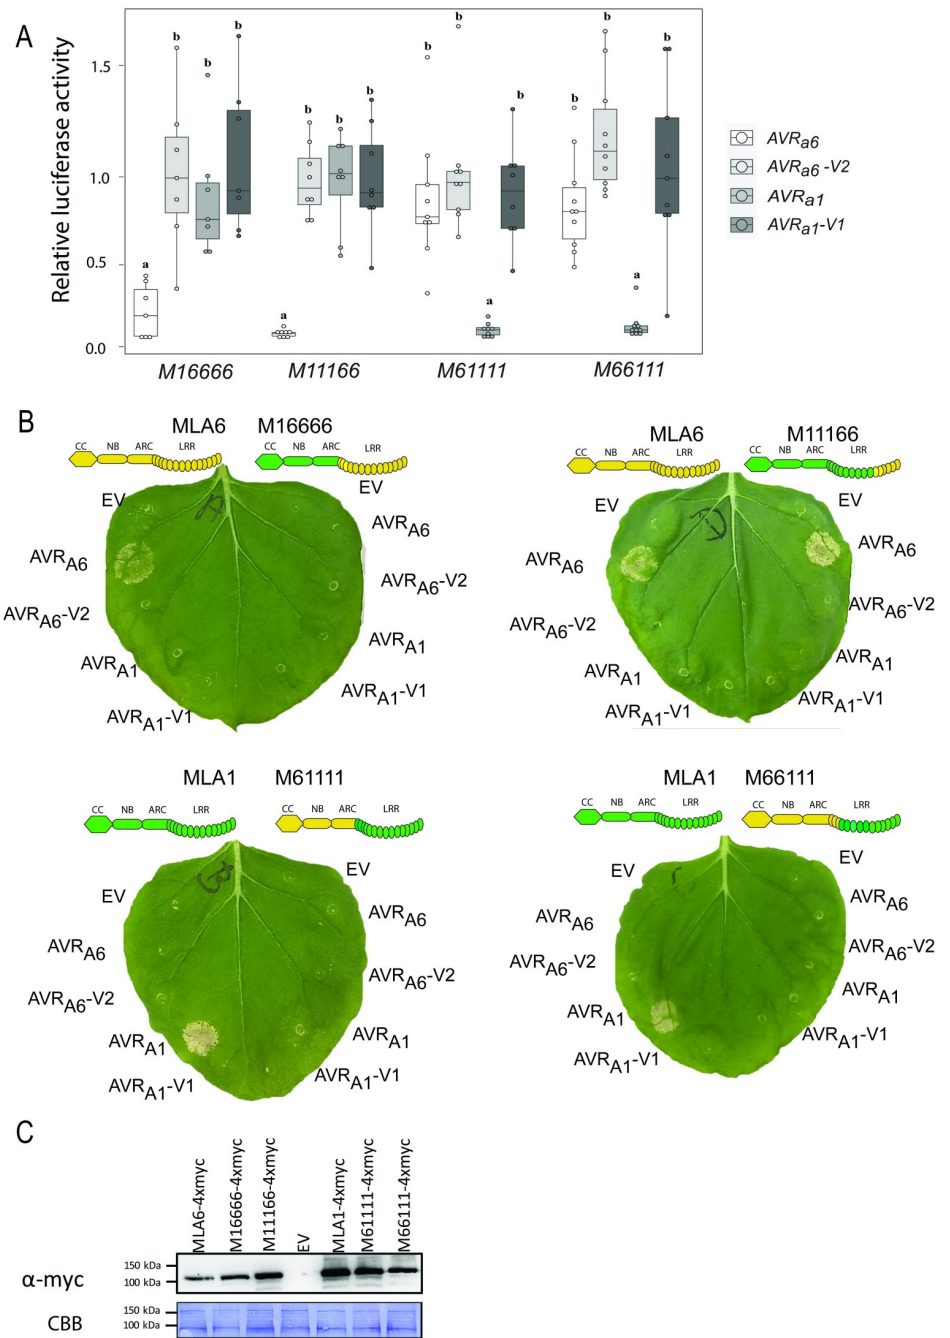 A
Relative luciferase activity
1.5
1.0
0.5
0.0
a b b b
b b b
a
b b b
a
b b b
a
M16666 M11166 M61111 M66111
AVRa6
AVRa6-V2
AVRa1
AVRa1-V1
B
MLA6 M16666
CC NB ARC LRR CC NB ARC LRR
EV EV
AVRA6 AVRA6
AVRA6-V2 AVRA6-V2
AVRA1 AVRA1
AVRA1-V1 AVRA1-V1
MLA6 M11166
CC NB ARC LRR CC NB ARC LRR
EV EV
AVRA6 AVRA6
AVRA6-V2 AVRA6-V2
AVRA1 AVRA1
AVRA1-V1 AVRA1-V1
MLA1 M61111
CC NB ARC LRR CC NB ARC LRR
EV EV
AVRA6 AVRA6
AVRA6-V2 AVRA6-V2
AVRA1 AVRA1
AVRA1-V1 AVRA1-V1
MLA1 M66111
CC NB ARC LRR CC NB ARC LRR
EV EV
AVRA6 AVRA6
AVRA6-V2 AVRA6-V2
AVRA1 AVRA1
AVRA1-V1 AVRA1-V1
C
MLA6-4xmyc
M16666-4xmyc
M11166-4xmyc
EV
MLA1-4xmyc
M61111-4xmyc
M66111-4xmyc
α-myc
150 kDa
100 kDa
CBB
150 kDa
100 kDa